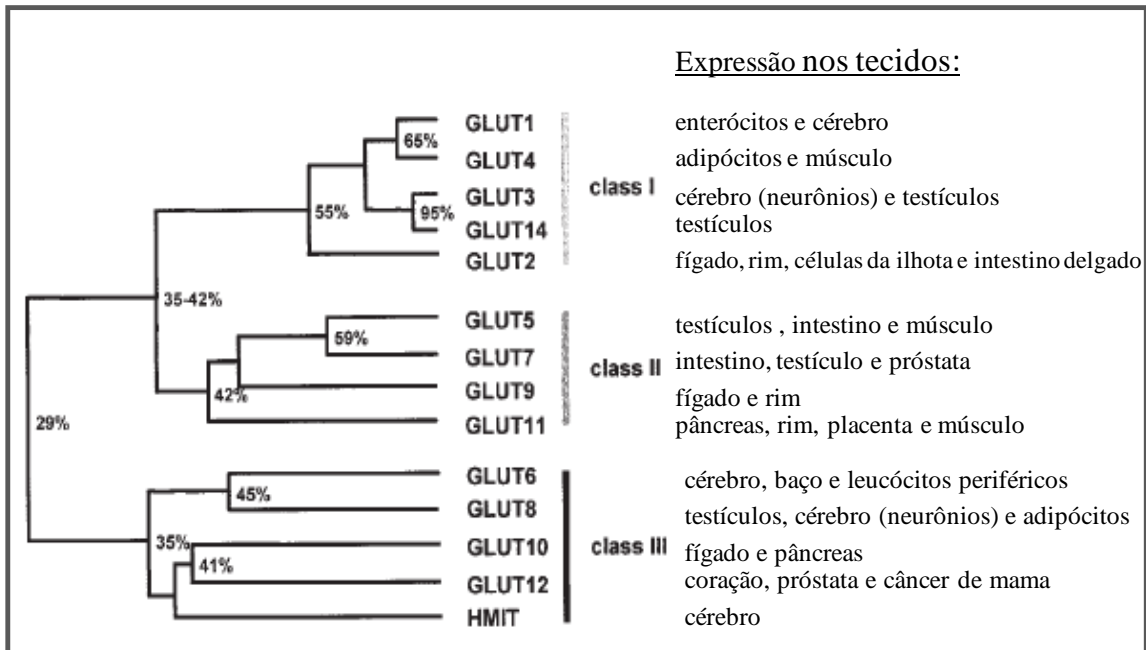 Expressão nos tecidos:
GLUT1 enterócitos e cérebro
65%
GLUT4 adipócitos e músculo
class I
GLUT3 cérebro (neurônios) e testículos
55% 95%
GLUT14 testículos
GLUT2 fígado, rim, células da ilhota e intestino delgado
35-42%
GLUT5 testículos , intestino e músculo
59%
GLUT7 intestino, testículo e próstata
class II
42%
GLUT9 fígado e rim
29%
GLUT11 pâncreas, rim, placenta e músculo
GLUT6 cérebro, baço e leucócitos periféricos
45%
GLUT8 testículos, cérebro (neurônios) e adipócitos
35%
class III
GLUT10 fígado e pâncreas
41%
GLUT12 coração, próstata e câncer de mama
HMIT cérebro